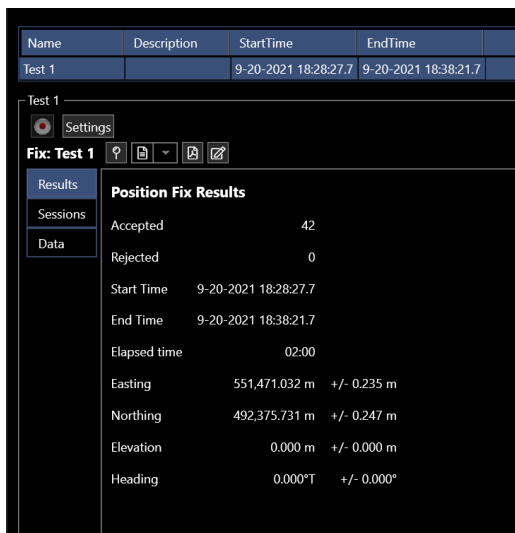 Name Description StartTime EndTime
Test 1 9-20-2021 18:28:27.7 9-20-2021 18:38:21.7
Test 1
Settings
Fix: Test 1
Results
Sessions
Data
Position Fix Results
Accepted 42
Rejected 0
Start Time 9-20-2021 18:28:27.7
End Time 9-20-2021 18:38:21.7
Elapsed time 02:00
Easting 551,471.032 m +/- 0.235 m
Northing 492,375.731 m +/- 0.247 m
Elevation 0.000 m +/- 0.000 m
Heading 0.000°T +/- 0.000°